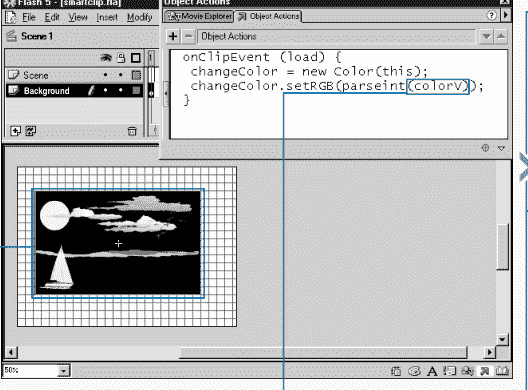 Flash 5 - [smartclip.fla]
File Edit View Insert Modify
Scene 1
Scene
Background
50%
Object Actions
Movie Explorer Object Actions
Object Actions
onClipEvent (load) {
changeColor = new Color(this);
changeColor.setRGB(parseint(colorV));
}